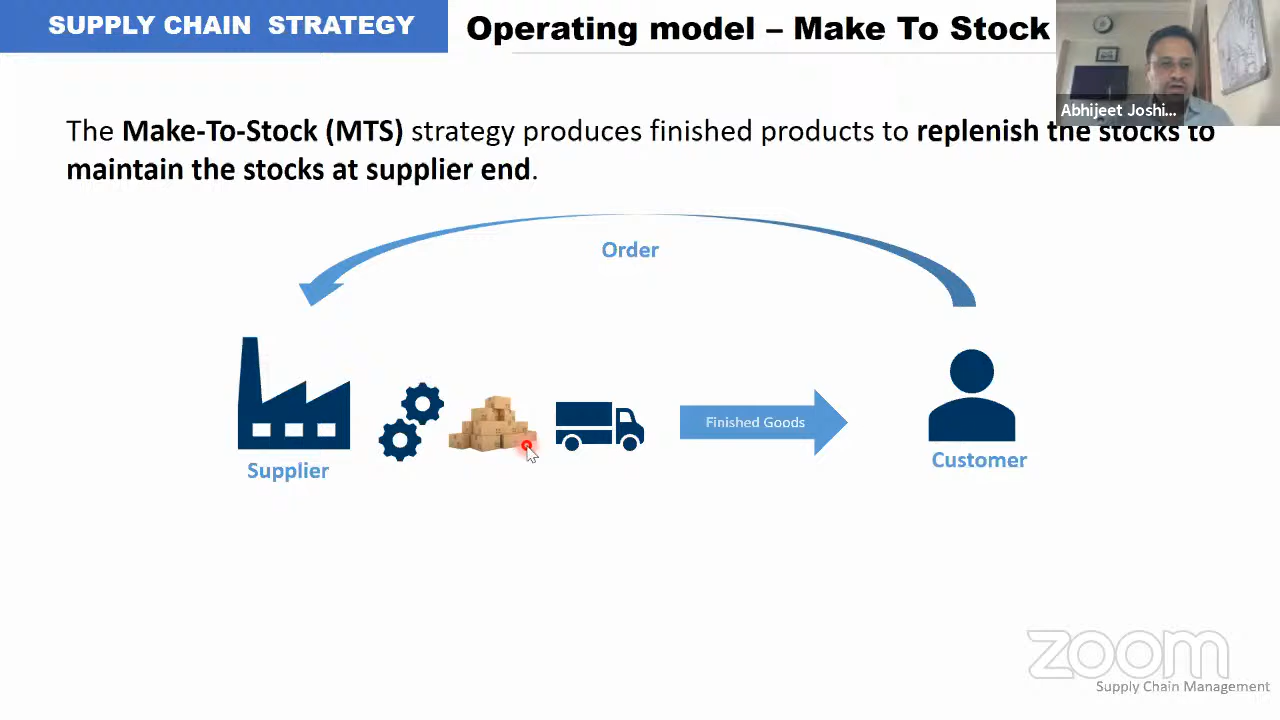 SUPPLY CHAIN STRATEGY
Operating model – Make To Stock
Abhijeet Joshi...
The Make-To-Stock (MTS) strategy produces finished products to replenish the stocks to
maintain the stocks at supplier end.
Order
Finished Goods
Supplier
Customer
zoom
Supply Chain Management